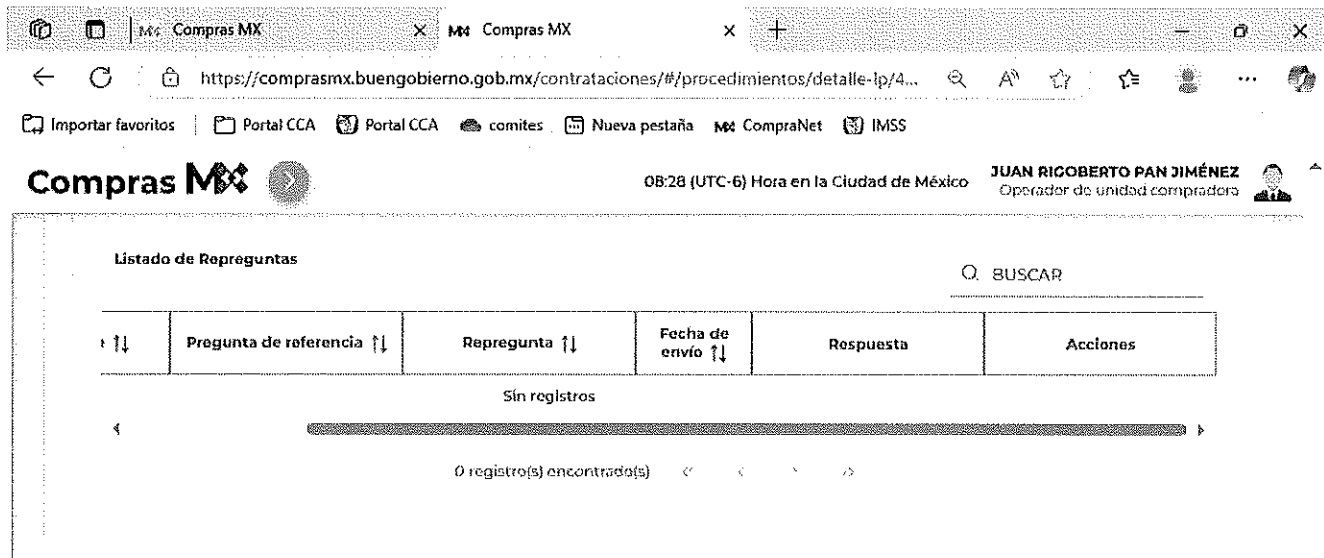 Compras MX
Compras MX
https://comprasmx.buengobierno.gob.mx/contrataciones/#/procedimientos/detalle-lp/4...
Importar favoritos Portal CCA Portal CCA comites Nueva pestaña CompraNet IMSS
Compras MX
08:28 (UTC-6) Hora en la Ciudad de México
JUAN RIGOBERTO PAN JIMÉNEZ
Operador de unidad compradora
Listado de Repreguntas
BUSCAR
Pregunta de referencia Repregunta Fecha de envío Respuesta Acciones
Sin registros
0 registro(s) encontrado(s)